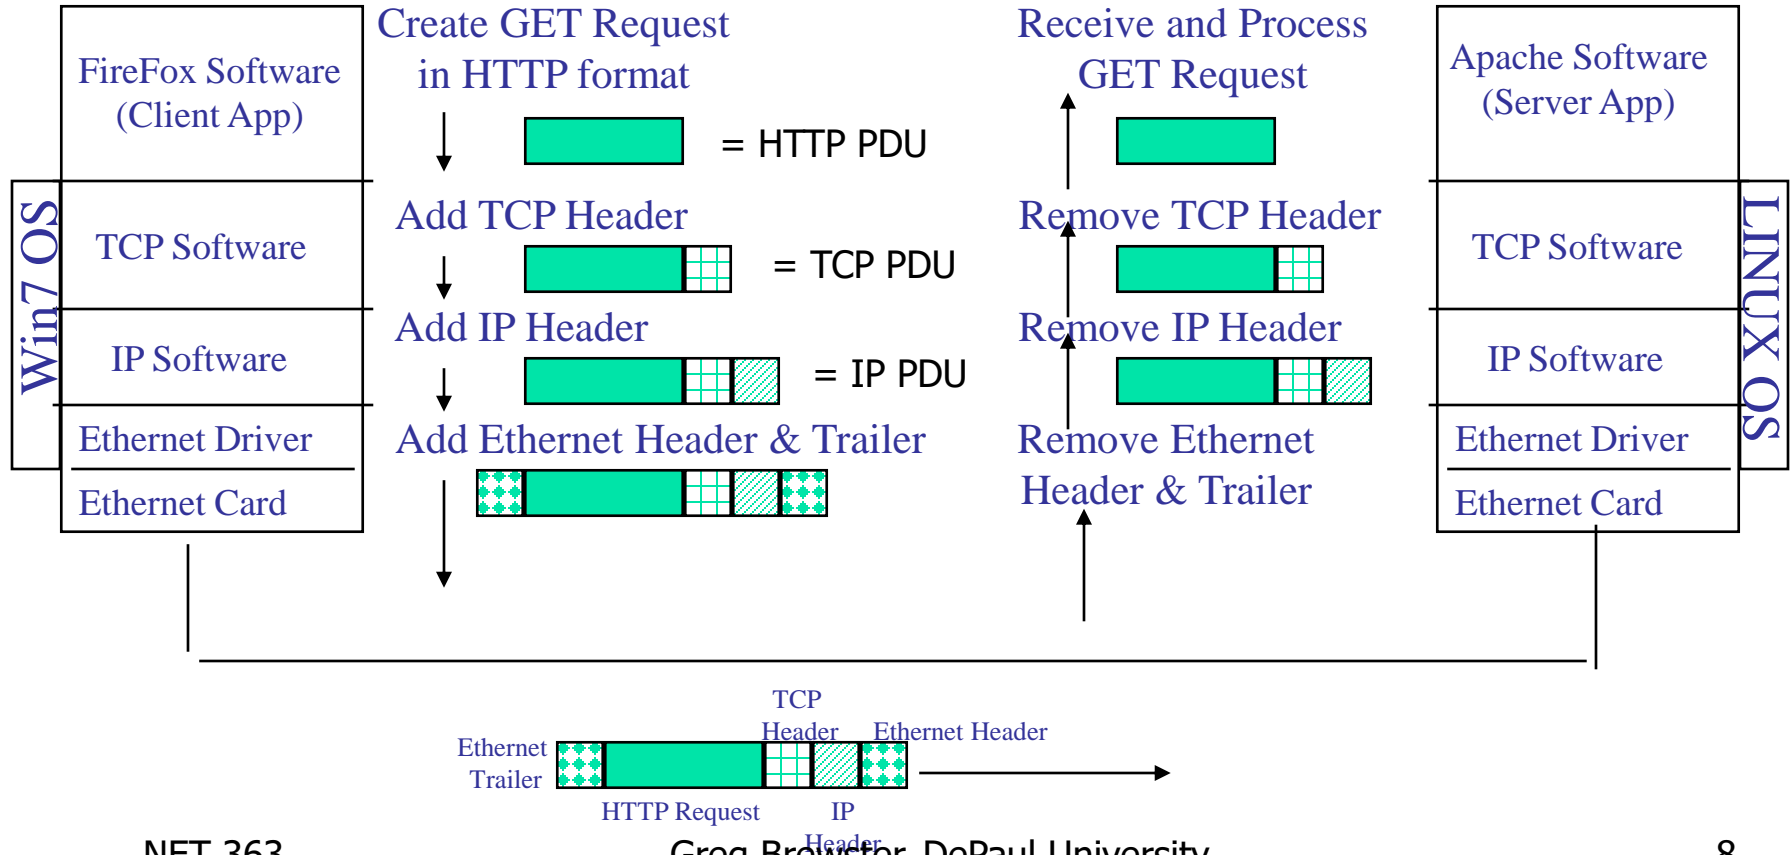 FireFox Software
(Client App)
Win7 OS
TCP Software
IP Software
Ethernet Driver
Ethernet Card
Create GET Request
in HTTP format
= HTTP PDU
Add TCP Header
= TCP PDU
Add IP Header
= IP PDU
Add Ethernet Header & Trailer
Receive and Process
GET Request
Remove TCP Header
Remove IP Header
Remove Ethernet
Header & Trailer
Apache Software
(Server App)
LINUX OS
TCP Software
IP Software
Ethernet Driver
Ethernet Card
TCP
Header
Ethernet Header
Ethernet
Trailer
HTTP Request
IP
Header
NET 363
Greg Brewster, DePaul University
8